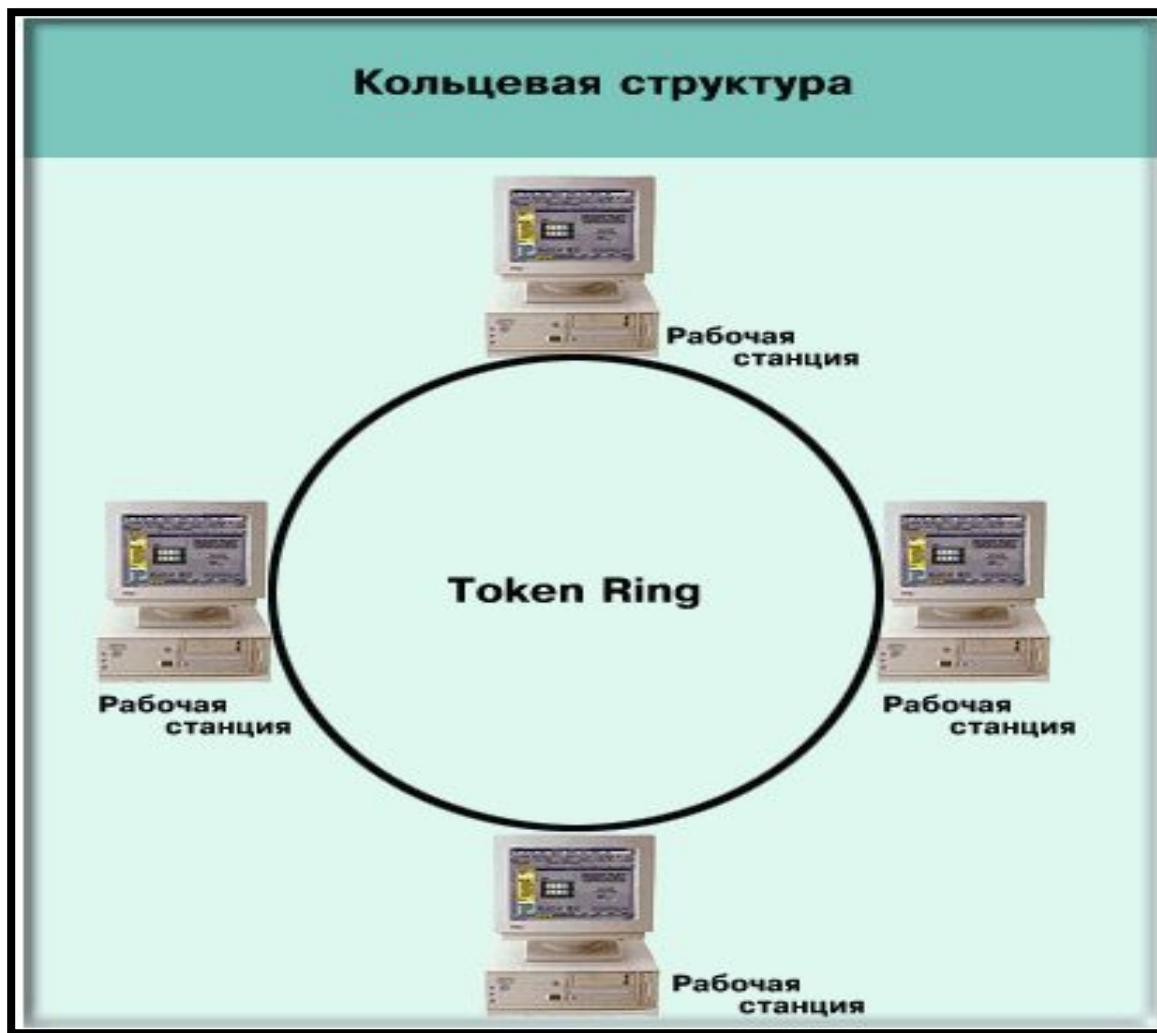 Кольцевая структура
Рабочая
станция
Token Ring
Рабочая
станция
Рабочая
станция
Рабочая
станция